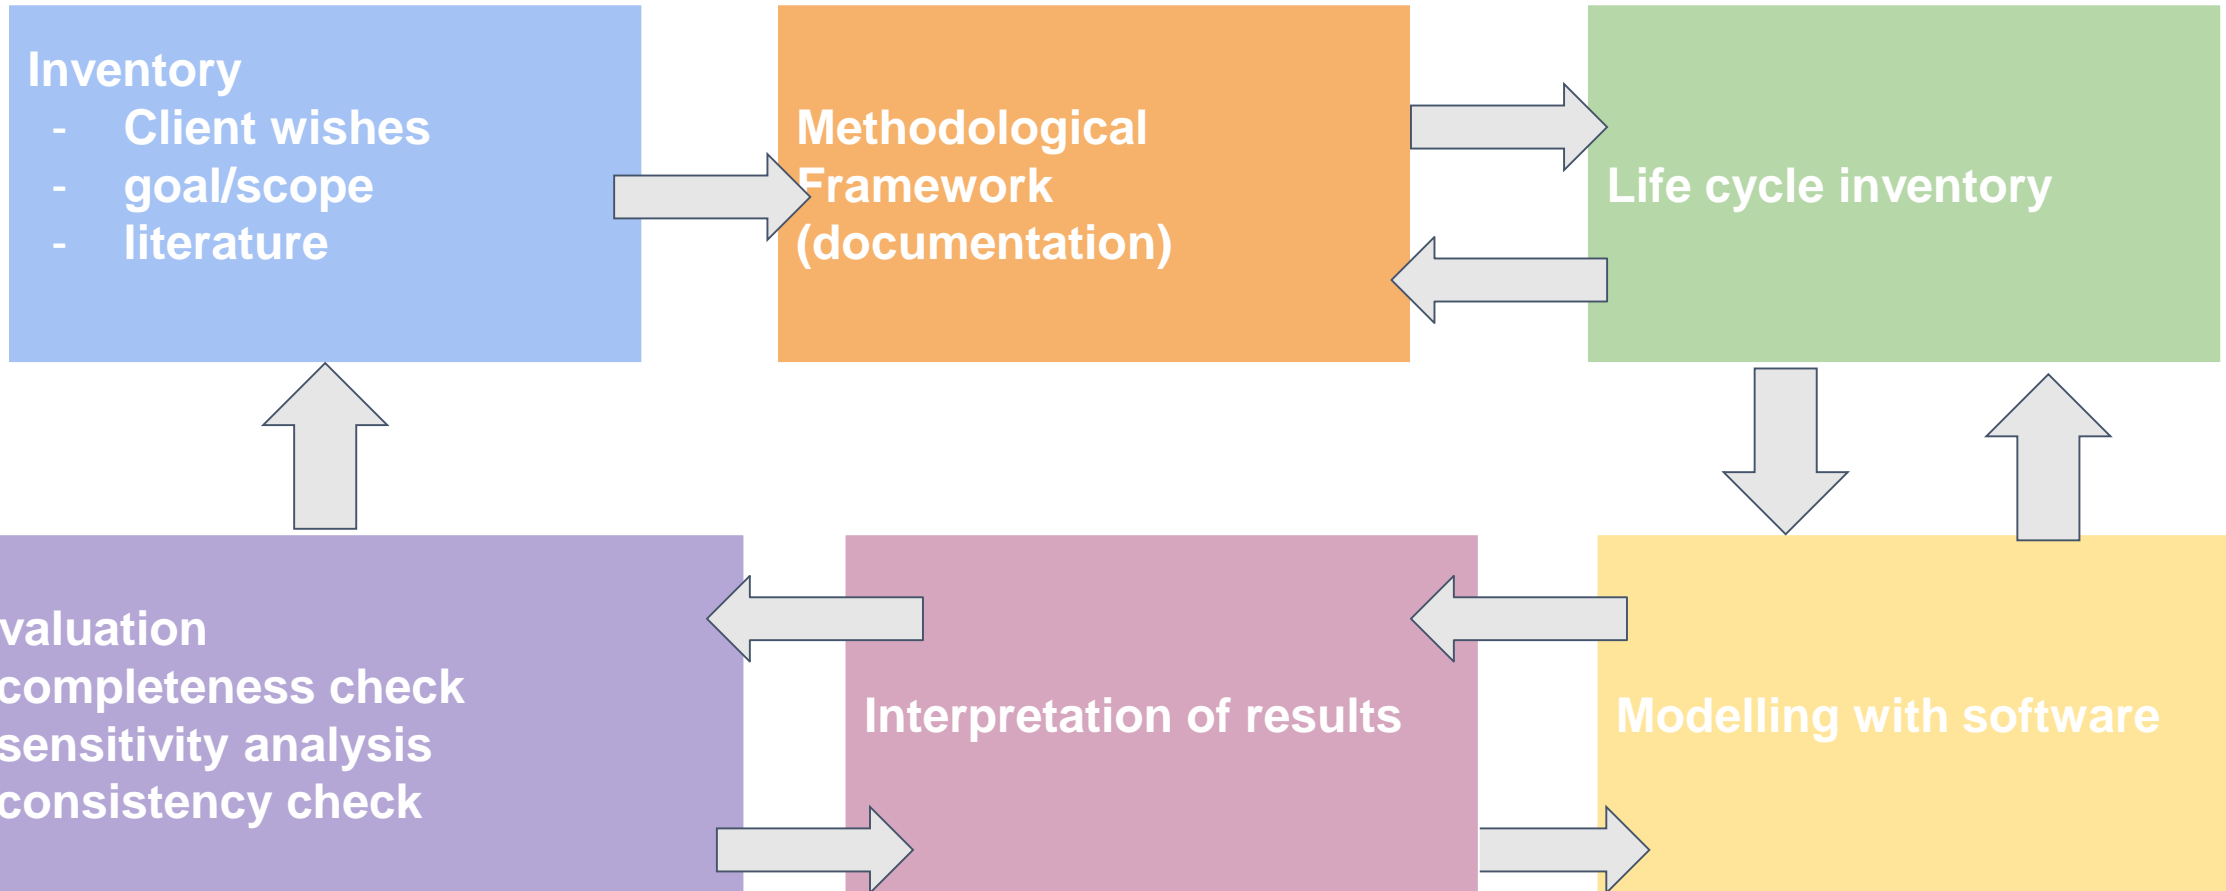 Inventory
- Client wishes
- goal/scope
- literature
Methodological
Framework
(documentation)
Life cycle inventory
valuation
completeness check
sensitivity analysis
consistency check
Interpretation of results
Modelling with software